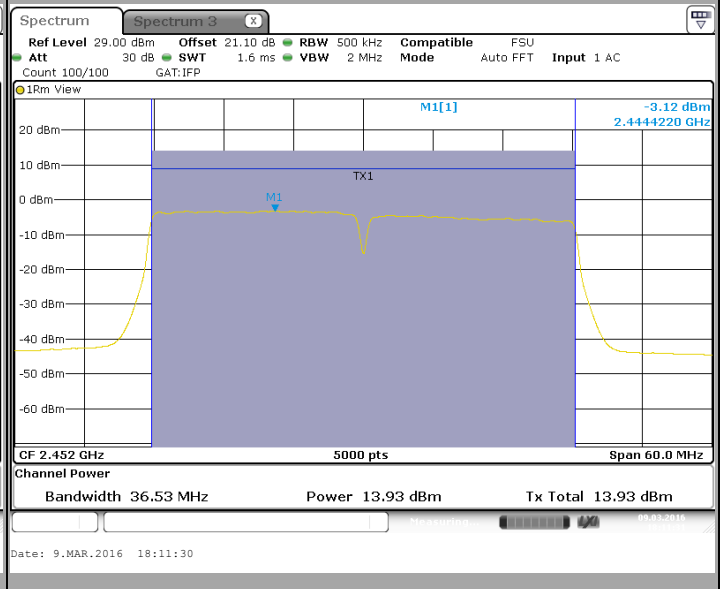 Spectrum Spectrum 3 X
Ref Level 29.00 dBm Offset 21.10 dB RBW 500 kHz Compatible FSU
Att 30 dB SWT 1.6 ms VBW 2 MHz Mode Auto FFT Input 1 AC
Count 100/100 GAT:IFP
1Rm View
M1[1] -3.12 dBm
2.4444220 GHz
20 dBm
10 dBm
TX1
0 dBm
M1
-10 dBm
-20 dBm
-30 dBm
-40 dBm
-50 dBm
-60 dBm
CF 2.452 GHz 5000 pts Span 60.0 MHz
Channel Power
Bandwidth 36.53 MHz Power 13.93 dBm Tx Total 13.93 dBm
Measuring... 09.03.2016
Date: 9.MAR.2016 18:11:30